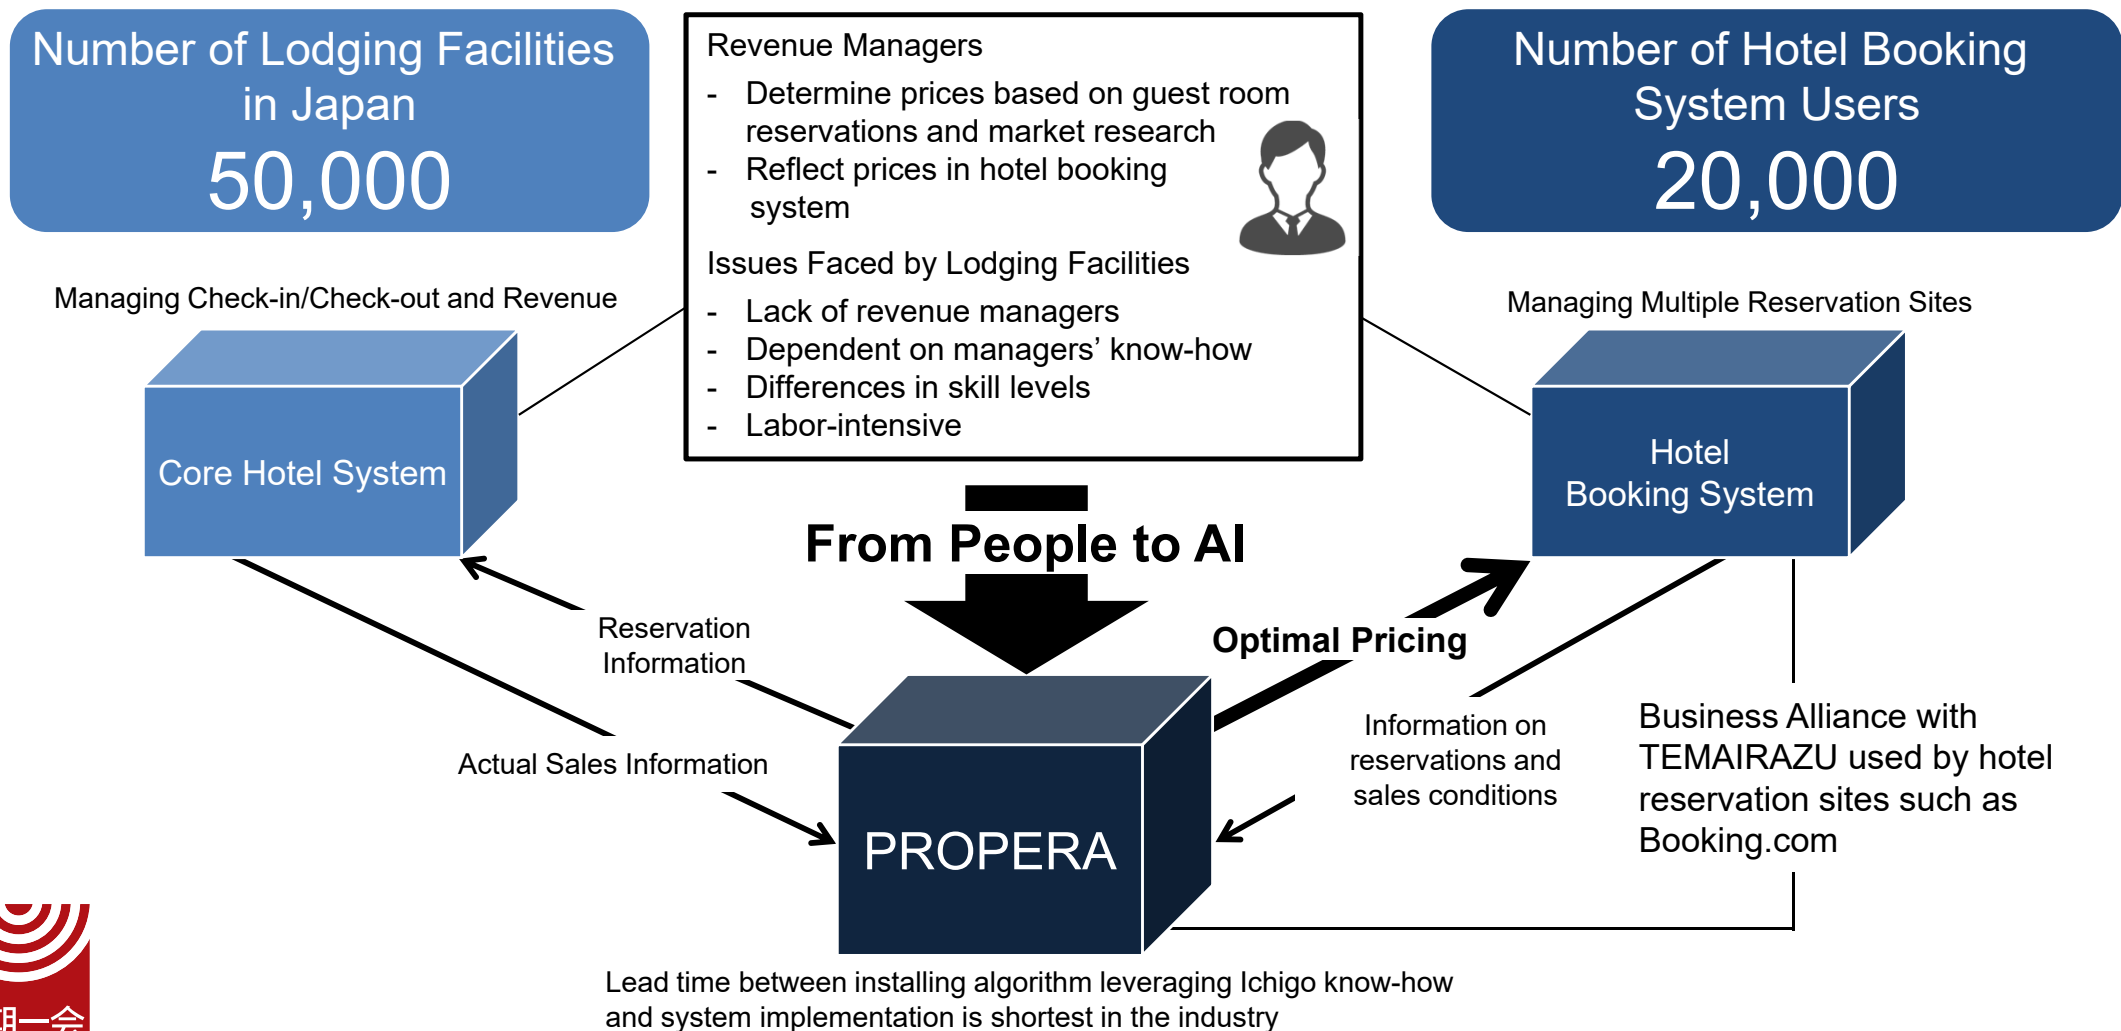 Number of Lodging Facilities
in Japan
50,000
Revenue Managers
- Determine prices based on guest room
reservations and market research
- Reflect prices in hotel booking
system
Issues Faced by Lodging Facilities
- Lack of revenue managers
- Dependent on managers’ know-how
- Differences in skill levels
- Labor-intensive
Number of Hotel Booking
System Users
20,000
Managing Check-in/Check-out and Revenue
Core Hotel System
Managing Multiple Reservation Sites
Hotel
Booking System
From People to AI
Reservation
Information
Optimal Pricing
Actual Sales Information
Information on
reservations and
sales conditions
Business Alliance with
TEMAIRAZU used by hotel
reservation sites such as
Booking.com
PROPERA
Lead time between installing algorithm leveraging Ichigo know-how
and system implementation is shortest in the industry
一会